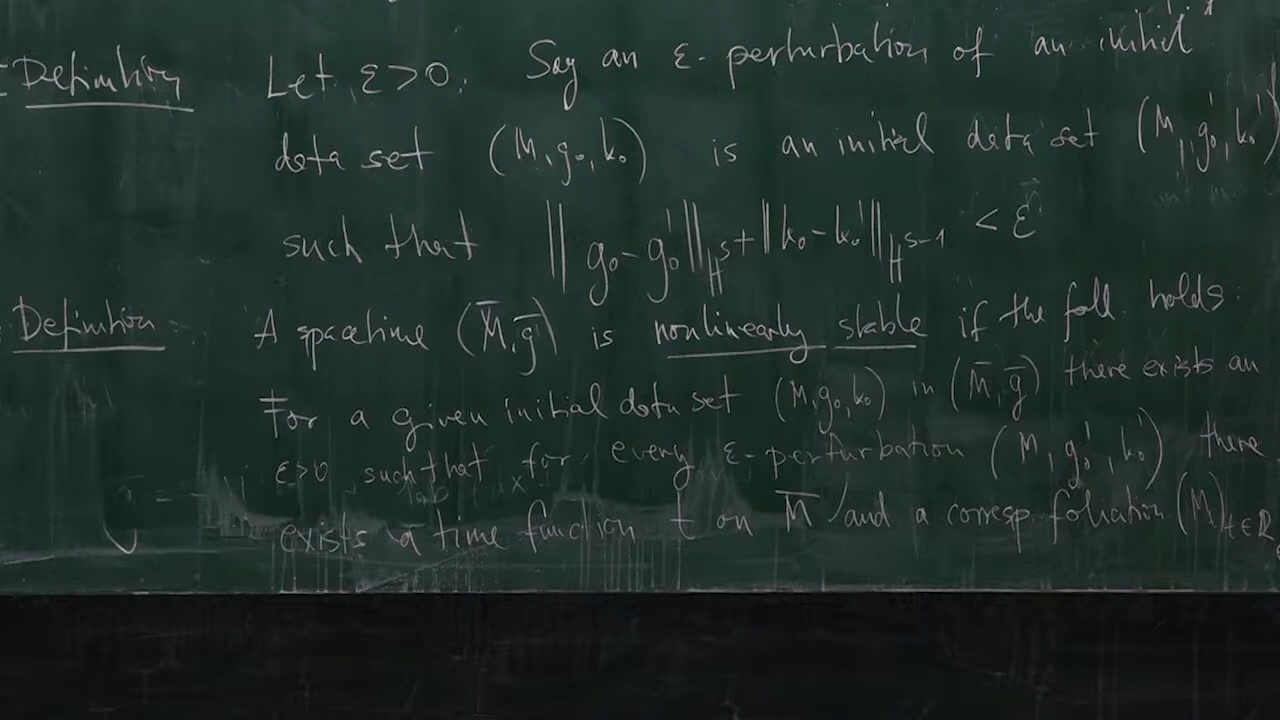 Definition Let ε>0. Say an ε-perturbation of an initial
data set (M, g₀, k₀) is an initial data set (M, g₀', k₀')
such that ‖g₀-g₀'‖_{H^s} + ‖k₀-k₀'‖_{H^{s-1}} < ε
Definition A spacetime (M̄, ḡ) is nonlinearly stable if the foll holds:
For a given initial data set (M, g₀, k₀) in (M̄, ḡ) there exists an
ε>0 such that for every ε-perturbation (M, g₀', k₀') there
exists a time function t on M̄' and a corresp foliation (M)_{t∈R}